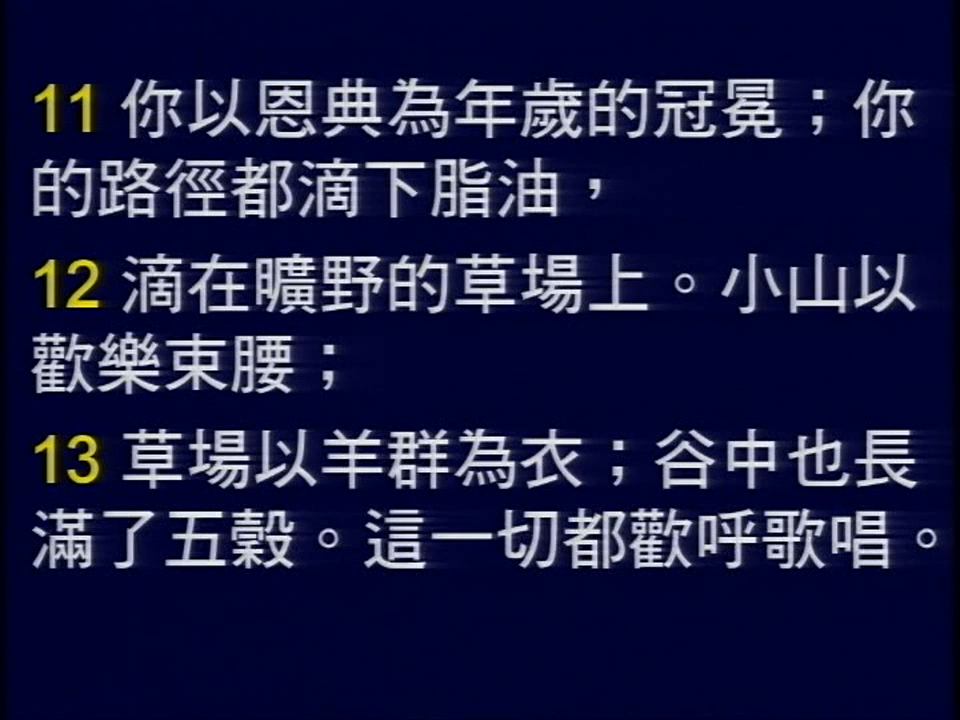 11 你以恩典為年歲的冠冕；你
的路徑都滴下脂油，
12 滴在曠野的草場上。小山以
歡樂束腰；
13 草場以羊群為衣；谷中也長
滿了五穀。這一切都歡呼歌唱。